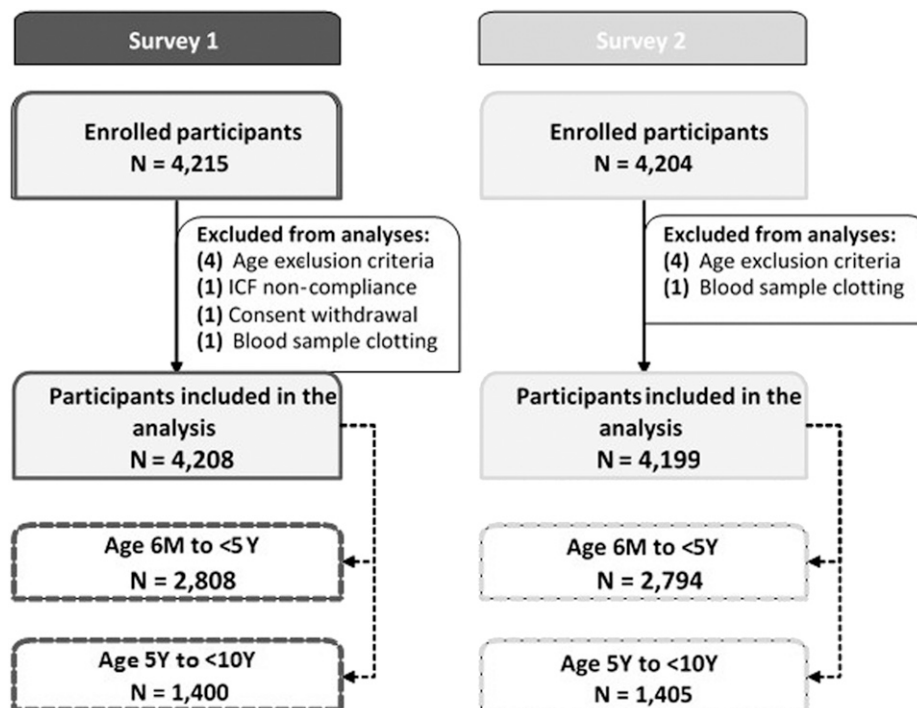 Survey 1
Enrolled participants
N = 4,215
Excluded from analyses:
(4) Age exclusion criteria
(1) ICF non-compliance
(1) Consent withdrawal
(1) Blood sample clotting
Participants included in the
analysis
N = 4,208
Age 6M to <5Y
N = 2,808
Age 5Y to <10Y
N = 1,400
Survey 2
Enrolled participants
N = 4,204
Excluded from analyses:
(4) Age exclusion criteria
(1) Blood sample clotting
Participants included in the
analysis
N = 4,199
Age 6M to <5Y
N = 2,794
Age 5Y to <10Y
N = 1,405